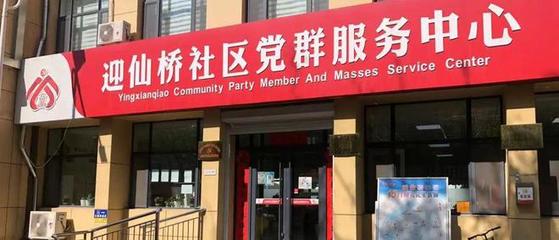 迎仙桥社区党群服务中心
Yingxianqiao Community Party Member And Masses Service Center